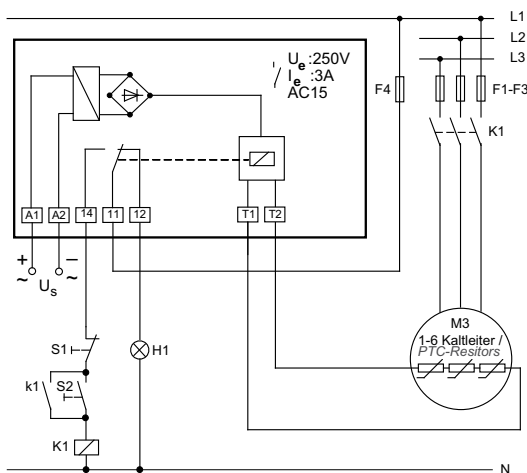 L1
L2
L3
Ue:250V
Ie:3A
AC15
F4
F1-F3
K1
A1 A2 14 11 12 T1 T2
+ −
~ ~
Us
M3
1-6 Kaltleiter /
PTC-Resitors
S1
H1
k1 S2
K1
N